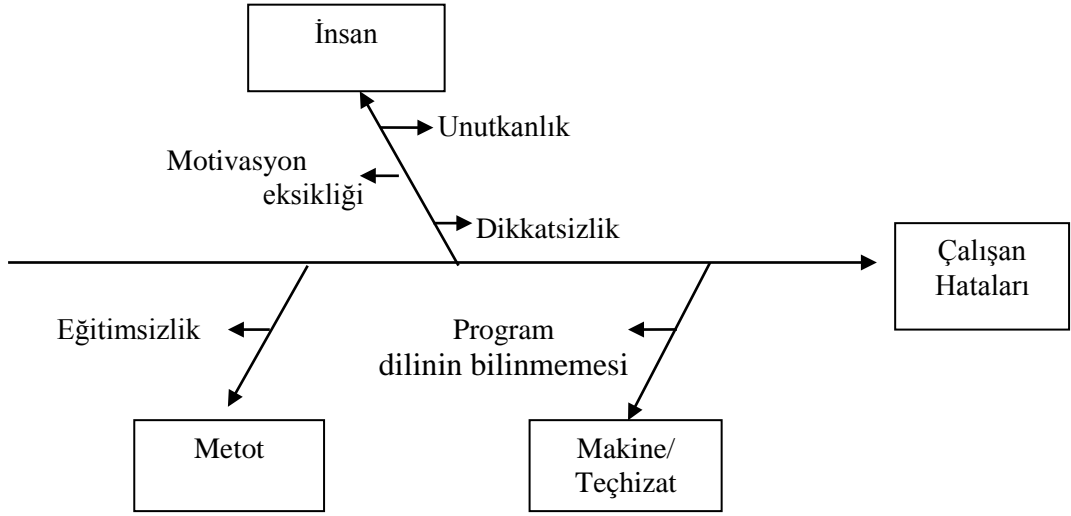 İnsan
Unutkanlık
Motivasyon
eksikliği
Dikkatsizlik
Çalışan
Hataları
Eğitimsizlik
Program
dilinin bilinmemesi
Metot
Makine/
Teçhizat